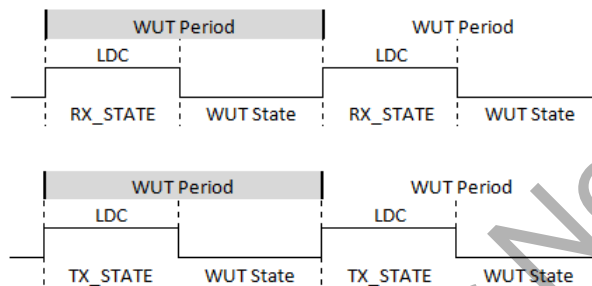 WUT Period WUT Period
LDC LDC
RX_STATE WUT State RX_STATE WUT State
WUT Period WUT Period
LDC LDC
TX_STATE WUT State TX_STATE WUT State